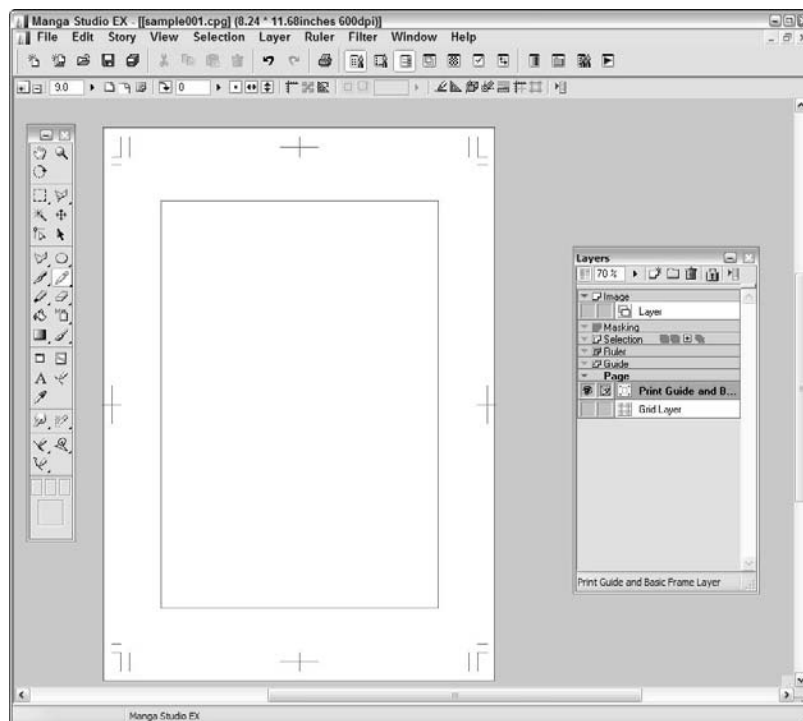 Manga Studio EX - [[sample001.cpg] (8.24 * 11.68inches 600dpi)]
File Edit Story View Selection Layer Ruler Filter Window Help
9.0 0
Layers
70 %
Image
Layer
Masking
Selection
Ruler
Guide
Page
Print Guide and B...
Grid Layer
A
Print Guide and Basic Frame Layer
Manga Studio EX